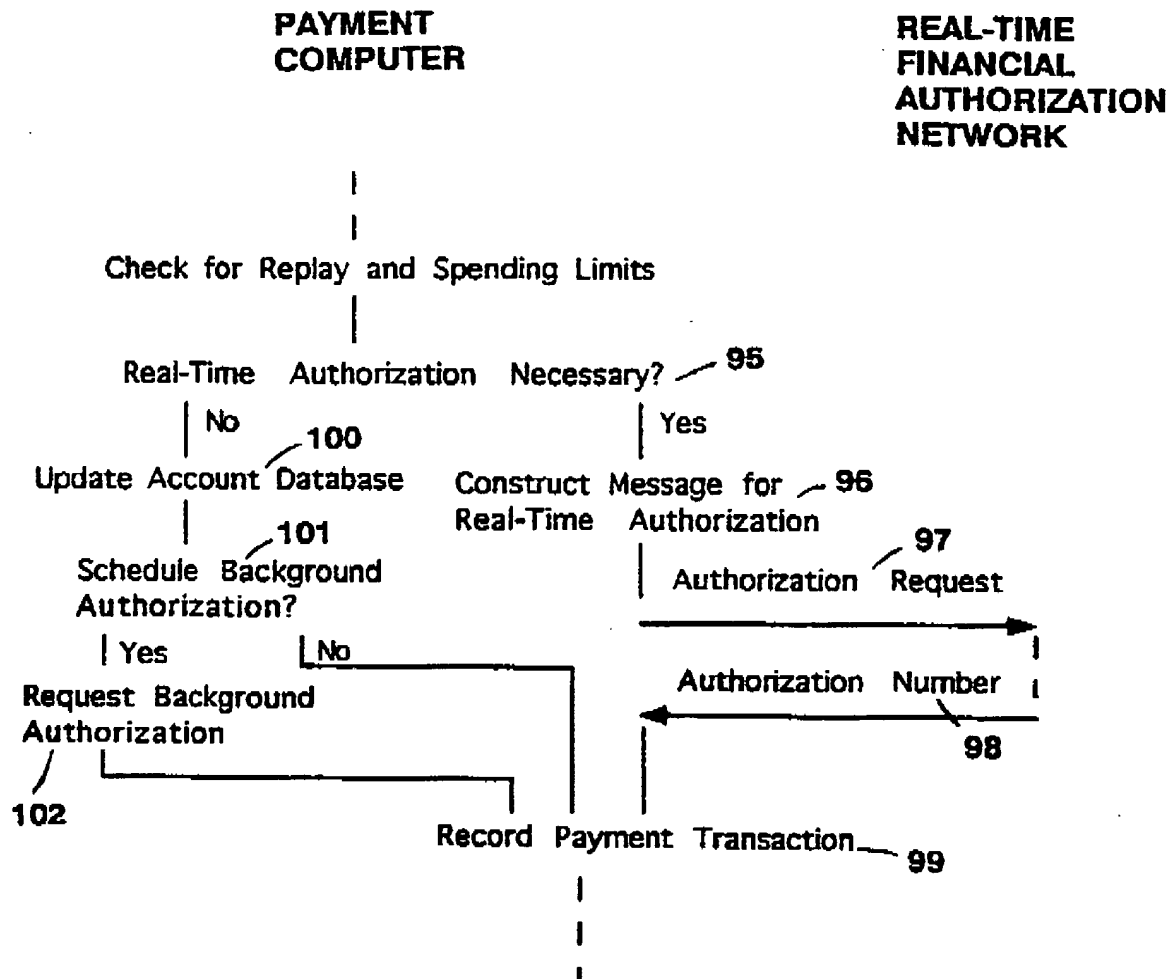 PAYMENT
COMPUTER
REAL-TIME
FINANCIAL
AUTHORIZATION
NETWORK
Check for Replay and Spending Limits
Real-Time Authorization Necessary? 95
No
Yes
100
Update Account Database
Construct Message for 96
Real-Time Authorization
101
Schedule Background
Authorization?
97
Authorization Request
Yes
No
Authorization Number
98
Request Background
Authorization
102
Record Payment Transaction 99